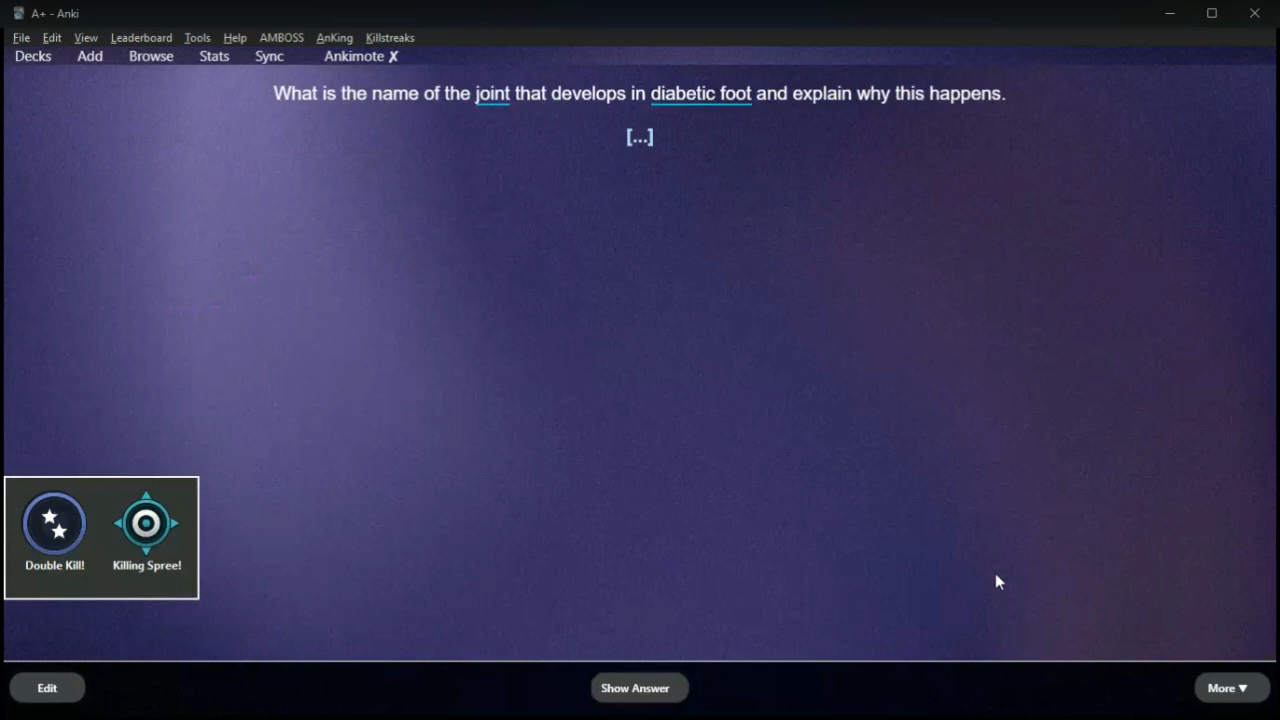 A+ - Anki
File Edit View Leaderboard Tools Help AMBOSS AnKing Killstreaks
Decks Add Browse Stats Sync Ankimote ✗
What is the name of the joint that develops in diabetic foot and explain why this happens.
[...]
Double Kill! Killing Spree!
Edit Show Answer More ▼